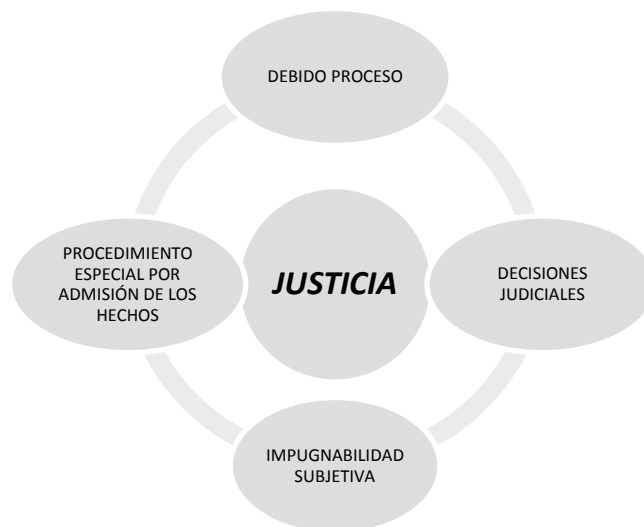 DEBIDO PROCESO
PROCEDIMIENTO
ESPECIAL POR
ADMISIÓN DE LOS
HECHOS
JUSTICIA
DECISIONES
JUDICIALES
IMPUGNABILIDAD
SUBJETIVA